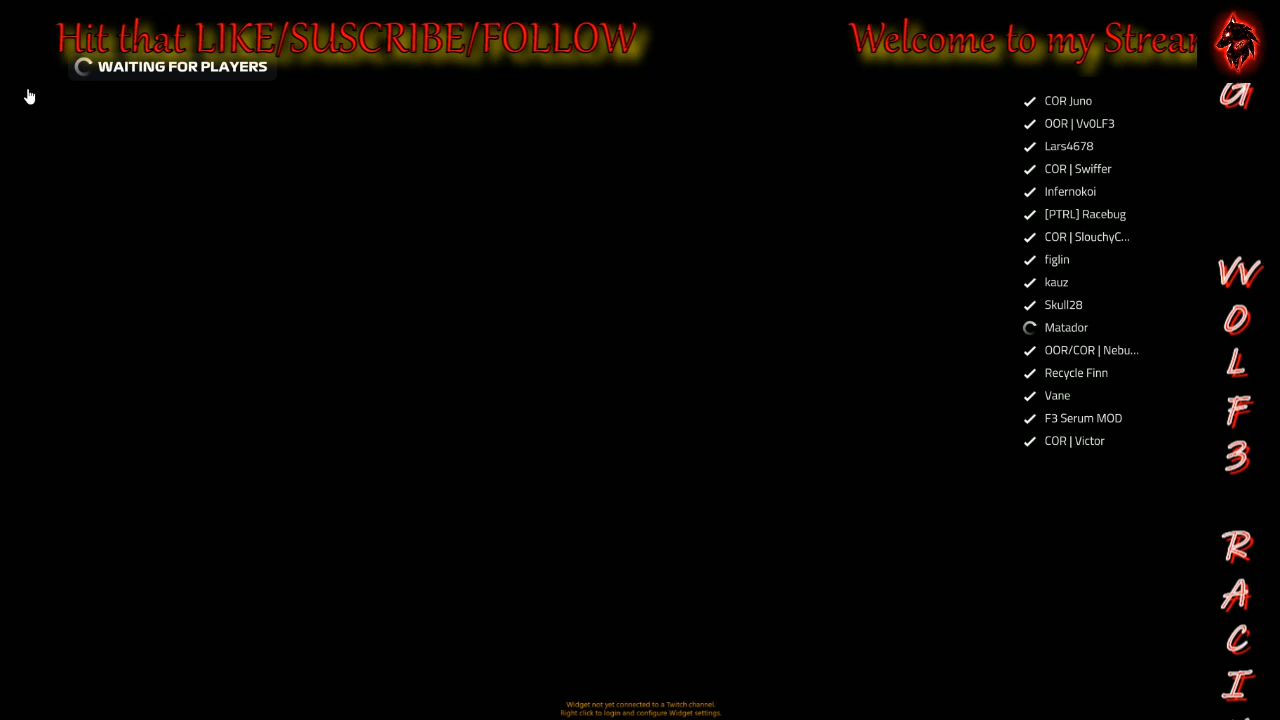 Hit that LIKE/SUSCRIBE/FOLLOW
Welcome to my Strear
WAITING FOR PLAYERS
COR Juno
OOR | Vv0LF3
Lars4678
COR | Swiffer
Infernokoi
[PTRL] Racebug
COR | SlouchyC...
figlin
kauz
Skull28
Matador
OOR/COR | Nebu...
Recycle Finn
Vane
F3 Serum MOD
COR | Victor
G
VV
O
L
F
3
R
A
C
I
Widget not yet connected to a Twitch channel.
Right click to login and configure Widget settings.